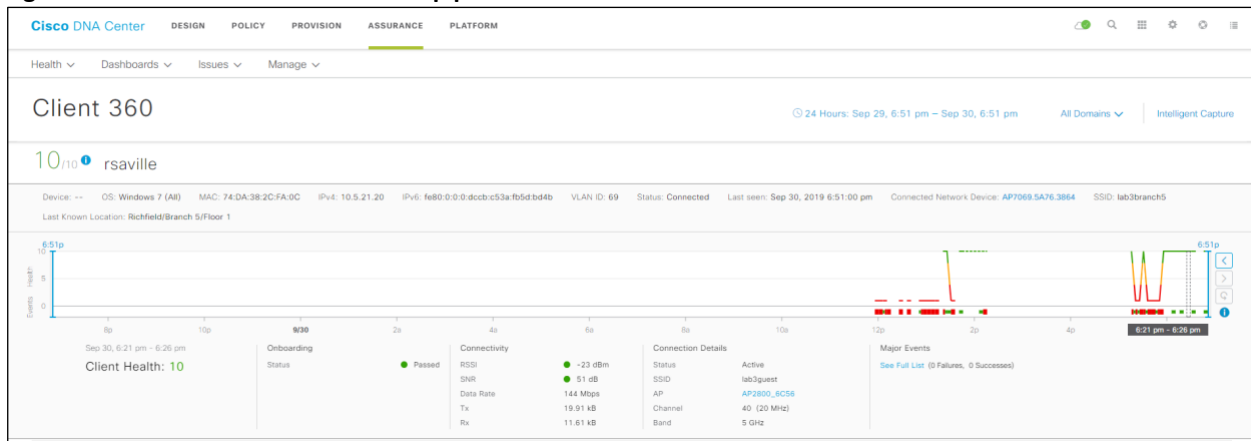 Cisco DNA Center DESIGN POLICY PROVISION ASSURANCE PLATFORM
Health Dashboards Issues Manage
Client 360
24 Hours: Sep 29, 6:51 pm – Sep 30, 6:51 pm All Domains Intelligent Capture
10/10 rsaville
Device: -- OS: Windows 7 (All) MAC: 74:DA:38:2C:FA:0C IPv4: 10.5.21.20 IPv6: fe80:0:0:0:dccb:c53a:fb5d:bd4b VLAN ID: 69 Status: Connected Last seen: Sep 30, 2019 6:51:00 pm Connected Network Device: AP7069.5A76.3864 SSID: lab3branch5
Last Known Location: Richfield/Branch 5/Floor 1
6:51p 6:51p
10
Health
5
0
Events
8p 10p 9/30 2a 4a 6a 8a 10a 12p 2p 4p 6:21 pm - 6:26 pm
Sep 30, 6:21 pm - 6:26 pm Onboarding Connectivity Connection Details Major Events
Client Health: 10 Status Passed RSSI -23 dBm Status Active See Full List (0 Failures, 0 Successes)
SNR 51 dB SSID lab3guest
Data Rate 144 Mbps AP AP2800_6C56
Tx 19.91 kB Channel 40 (20 MHz)
Rx 11.61 kB Band 5 GHz